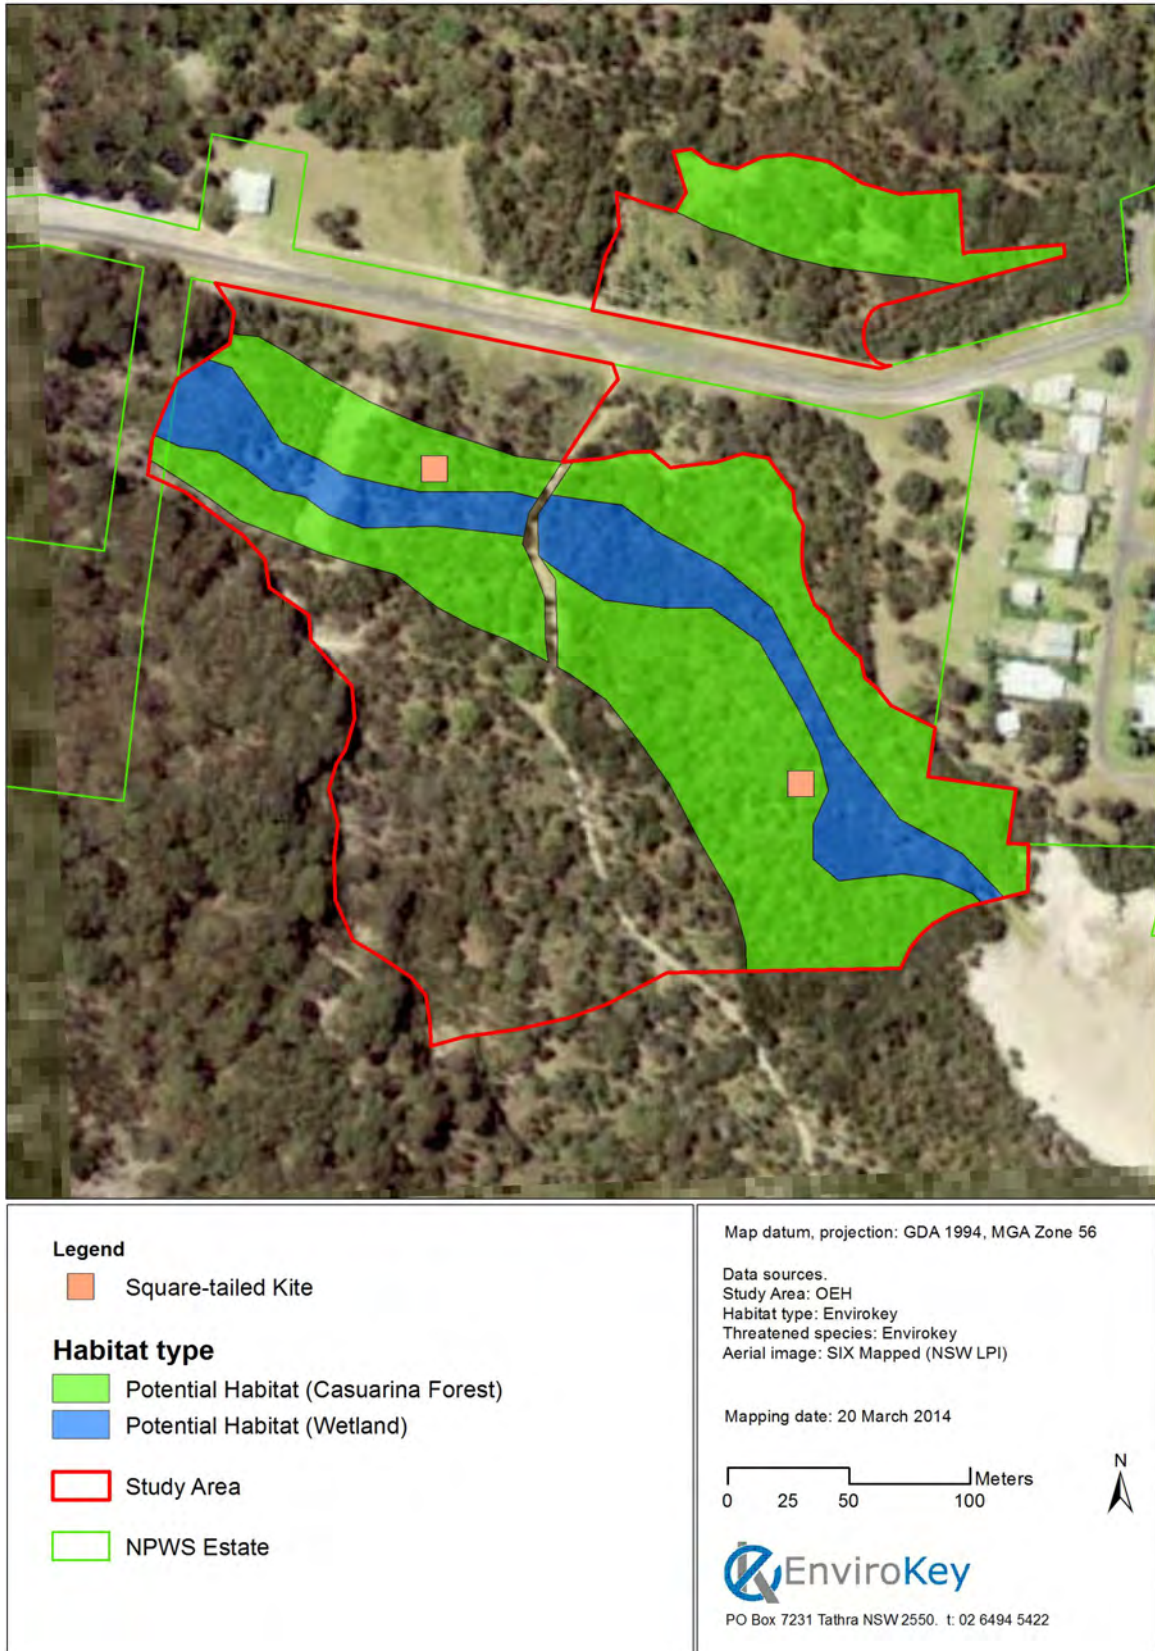 Legend
Square-tailed Kite
Habitat type
Potential Habitat (Casuarina Forest)
Potential Habitat (Wetland)
Study Area
NPWS Estate
Map datum, projection: GDA 1994, MGA Zone 56
Data sources.
Study Area: OEH
Habitat type: Envirokey
Threatened species: Envirokey
Aerial image: SIX Mapped (NSW LPI)
Mapping date: 20 March 2014
Meters
0 25 50 100
N
EnviroKey
PO Box 7231 Tathra NSW 2550. t: 02 6494 5422